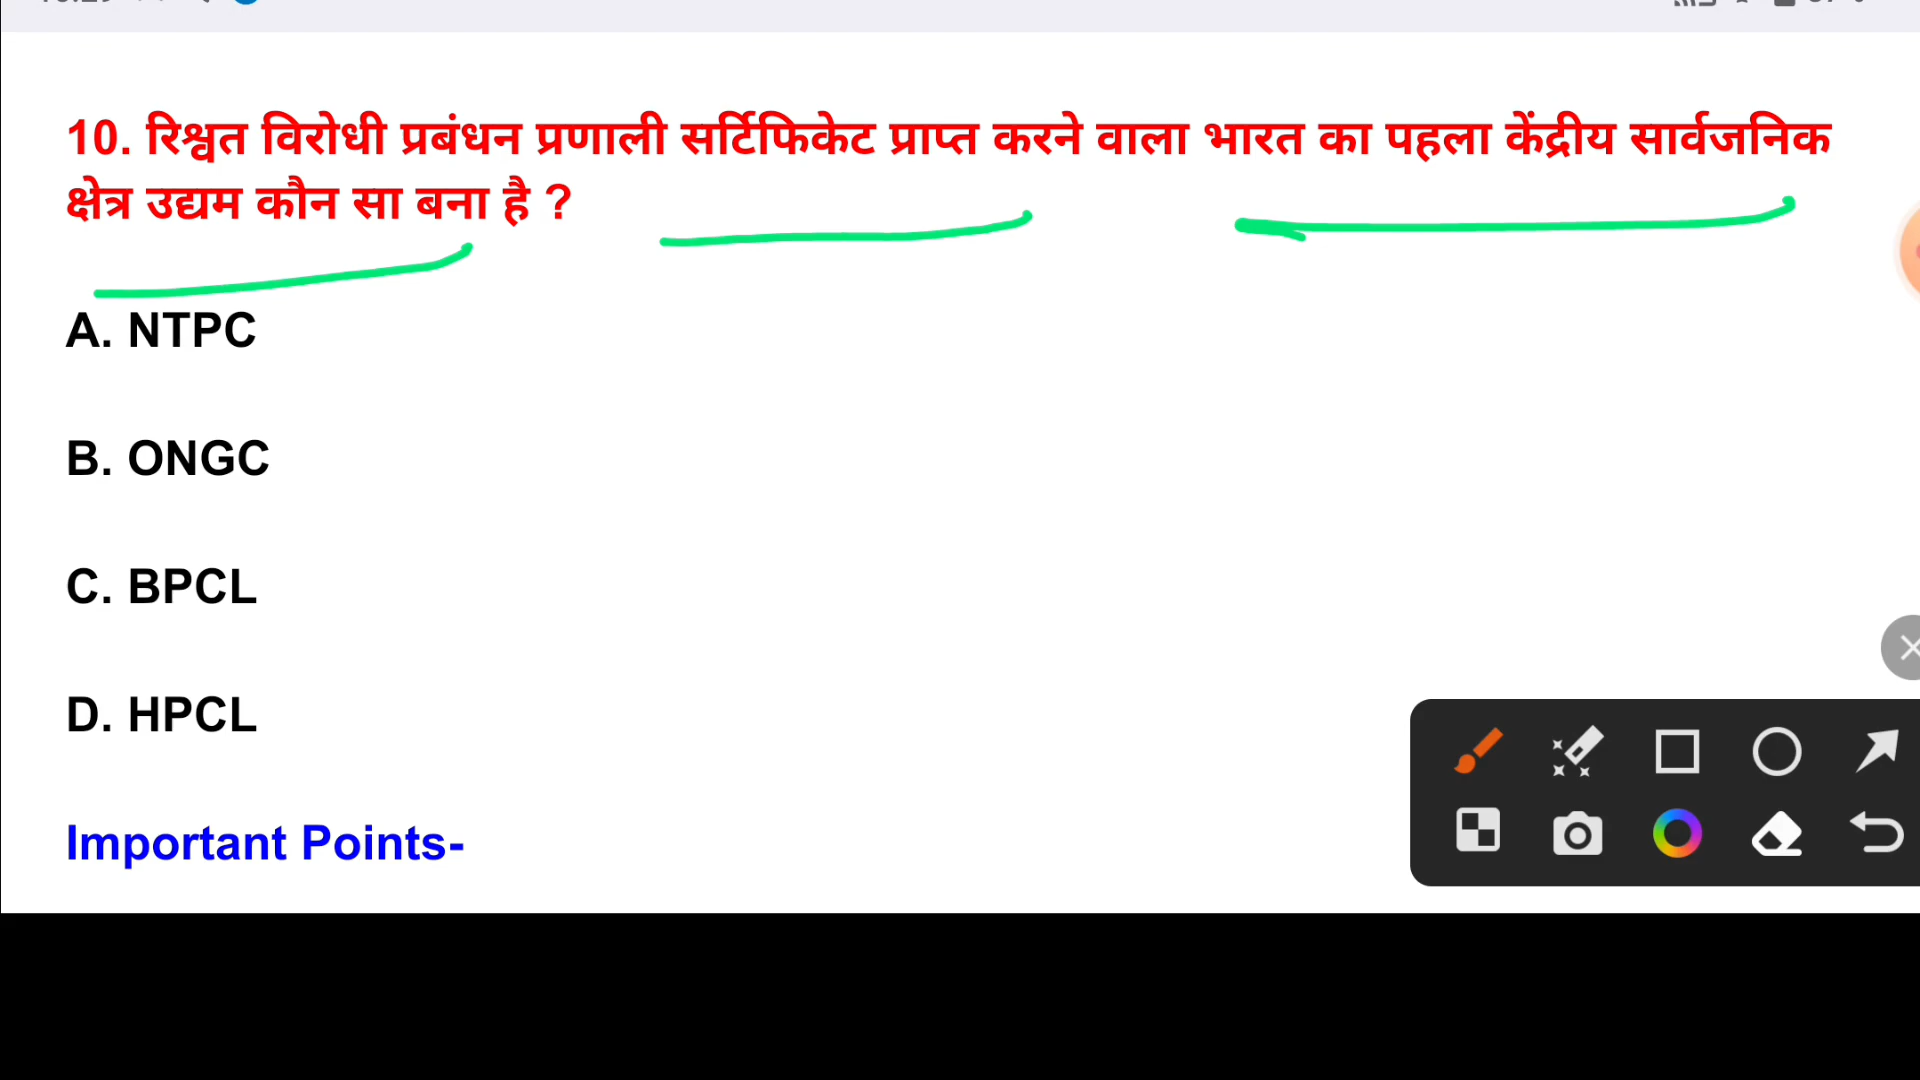 10. रिश्वत विरोधी प्रबंधन प्रणाली सर्टिफिकेट प्राप्त करने वाला भारत का पहला केंद्रीय सार्वजनिक
क्षेत्र उद्यम कौन सा बना है ?
A. NTPC
B. ONGC
C. BPCL
D. HPCL
Important Points-